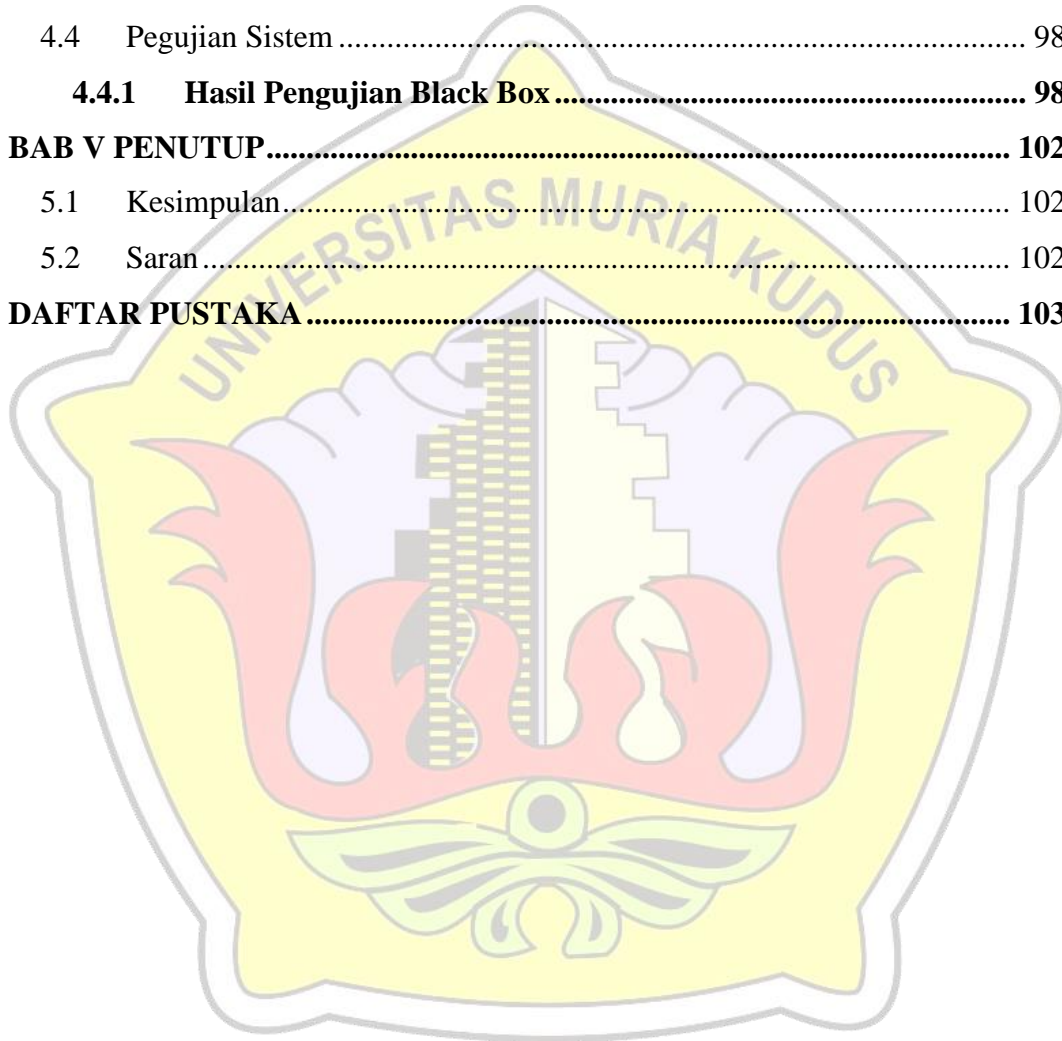 4.4 Pegujian Sistem ........................................................................................ 98
4.4.1 Hasil Pengujian Black Box ............................................................ 98
BAB V PENUTUP ............................................................................................... 102
5.1 Kesimpulan ............................................................................................ 102
5.2 Saran ....................................................................................................... 102
DAFTAR PUSTAKA .......................................................................................... 103
UNIVERSITAS MURIA KUDUS